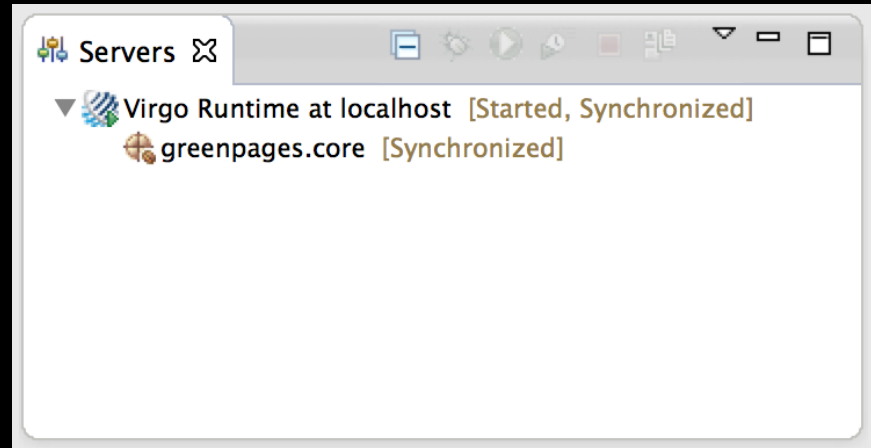 Servers
Virgo Runtime at localhost [Started, Synchronized]
greenpages.core [Synchronized]